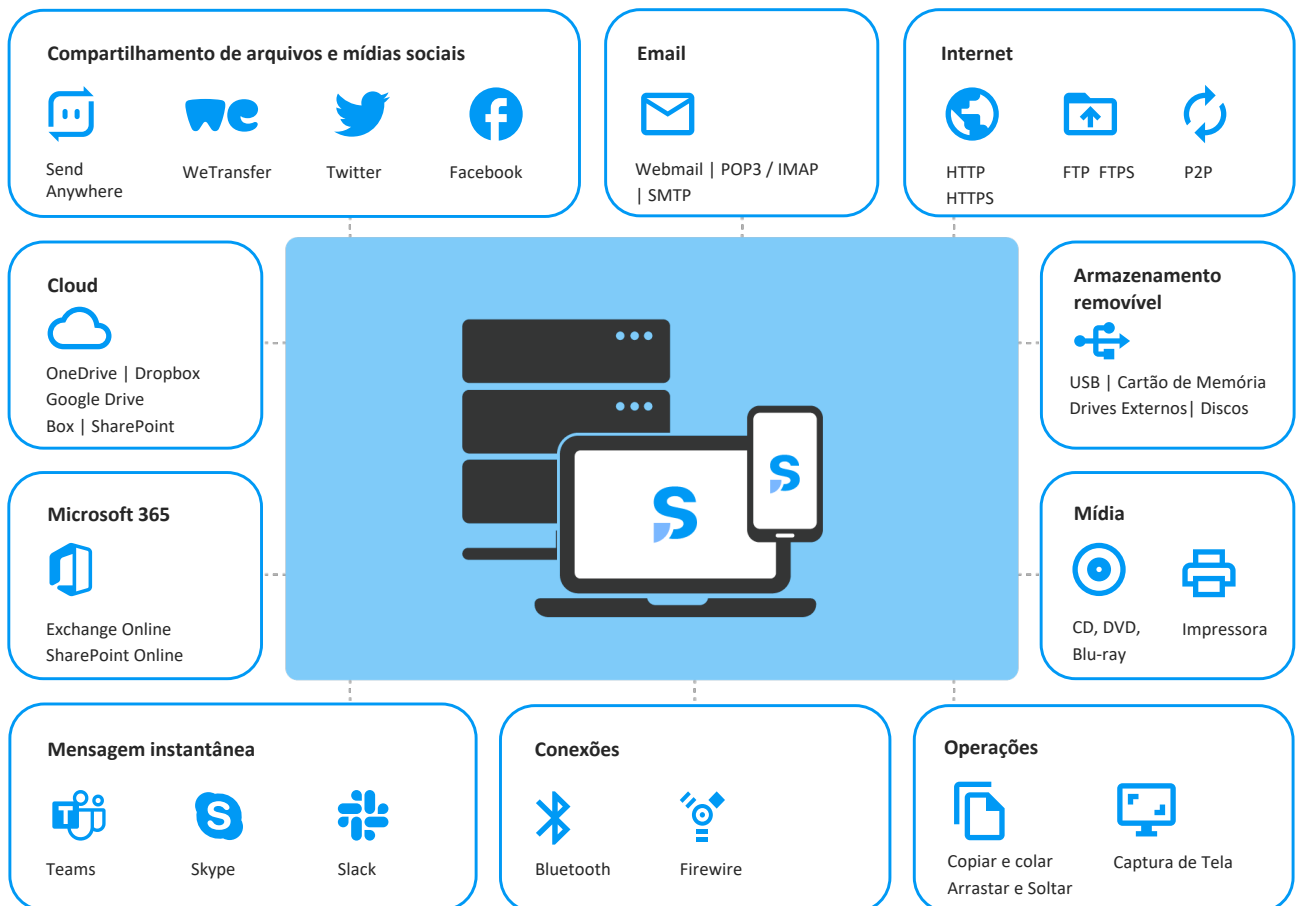 Compartilhamento de arquivos e mídias sociais
Send
Anywhere
WeTransfer
Twitter
Facebook
Email
Webmail | POP3 / IMAP
| SMTP
Internet
HTTP
HTTPS
FTP FTPS
P2P
Cloud
OneDrive | Dropbox
Google Drive
Box | SharePoint
Armazenamento
removível
USB | Cartão de Memória
Drives Externos| Discos
Microsoft 365
Exchange Online
SharePoint Online
Mídia
CD, DVD,
Blu-ray
Impressora
Mensagem instantânea
Teams
Skype
Slack
Conexões
Bluetooth
Firewire
Operações
Copiar e colar
Arrastar e Soltar
Captura de Tela